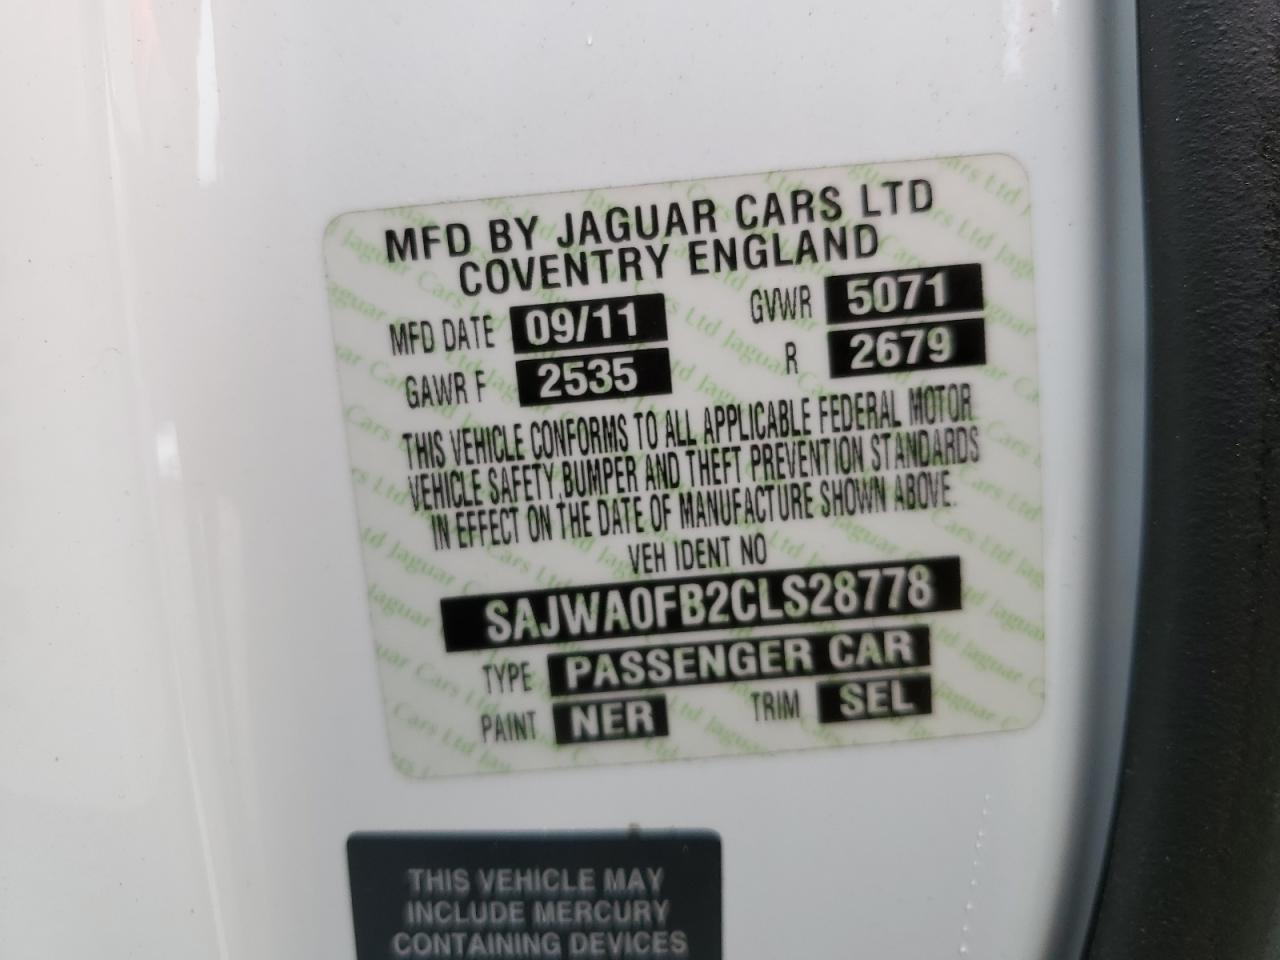 MFD BY JAGUAR CARS LTD
COVENTRY ENGLAND
MFD DATE 09/11 GVWR 5071
GAWR F 2535 R 2679
THIS VEHICLE CONFORMS TO ALL APPLICABLE FEDERAL MOTOR
VEHICLE SAFETY, BUMPER AND THEFT PREVENTION STANDARDS
IN EFFECT ON THE DATE OF MANUFACTURE SHOWN ABOVE.
VEH IDENT NO
SAJWA0FB2CLS28778
TYPE PASSENGER CAR
PAINT NER TRIM SEL
THIS VEHICLE MAY
INCLUDE MERCURY
CONTAINING DEVICES